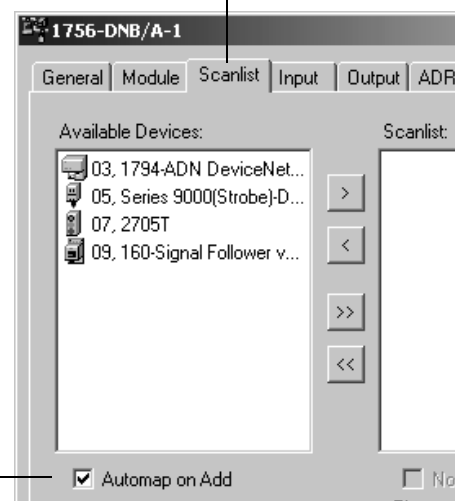 1756-DNB/A-1
General Module Scanlist Input Output ADR
Available Devices: Scanlist:
03, 1794-ADN DeviceNet...
05, Series 9000(Strobe)-D...
07, 2705T
09, 160-Signal Follower v...
>
<
>>
<<
Automap on Add No